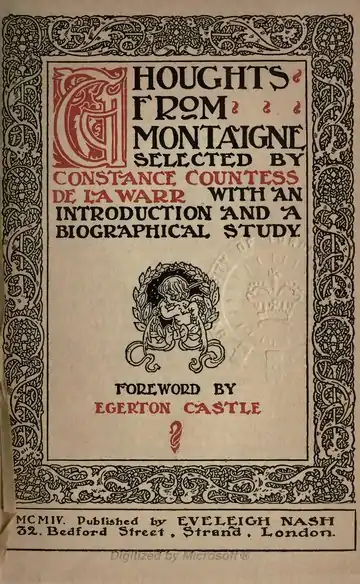 THOUGHTS
FROM
MONTAIGNE
SELECTED BY
CONSTANCE COUNTESS
DE LA WARR WITH AN
INTRODUCTION AND A
BIOGRAPHICAL STUDY
FOREWORD BY
EGERTON CASTLE
MCMIV. Published by EVELEIGH NASH
32. Bedford Street, Strand, London.
Digitized by Microsoft®